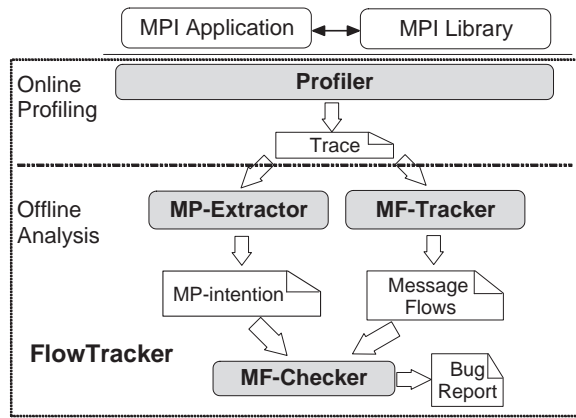 MPI Application
MPI Library
Online
Profiling
Profiler
Trace
Offline
Analysis
MP-Extractor
MF-Tracker
MP-intention
Message
Flows
FlowTracker
MF-Checker
Bug
Report